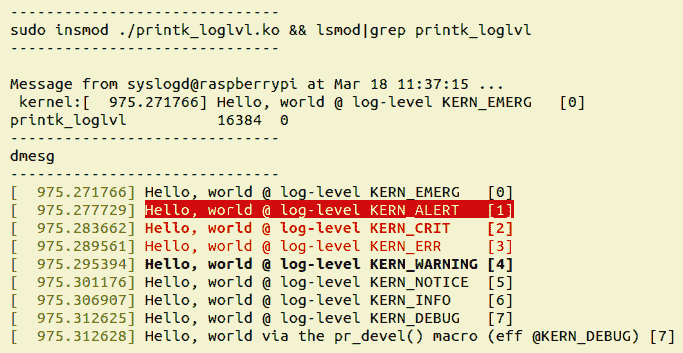 ------------------------------
sudo insmod ./printk_loglvl.ko && lsmod|grep printk_loglvl
------------------------------
Message from syslogd@raspberrypi at Mar 18 11:37:15 ...
 kernel:[  975.271766] Hello, world @ log-level KERN_EMERG   [0]
printk_loglvl          16384  0
------------------------------
dmesg
------------------------------
[  975.271766] Hello, world @ log-level KERN_EMERG   [0]
[  975.277729] Hello, world @ log-level KERN_ALERT   [1]
[  975.283662] Hello, world @ log-level KERN_CRIT    [2]
[  975.289561] Hello, world @ log-level KERN_ERR     [3]
[  975.295394] Hello, world @ log-level KERN_WARNING [4]
[  975.301176] Hello, world @ log-level KERN_NOTICE  [5]
[  975.306907] Hello, world @ log-level KERN_INFO    [6]
[  975.312625] Hello, world @ log-level KERN_DEBUG   [7]
[  975.312628] Hello, world via the pr_devel() macro (eff @KERN_DEBUG) [7]